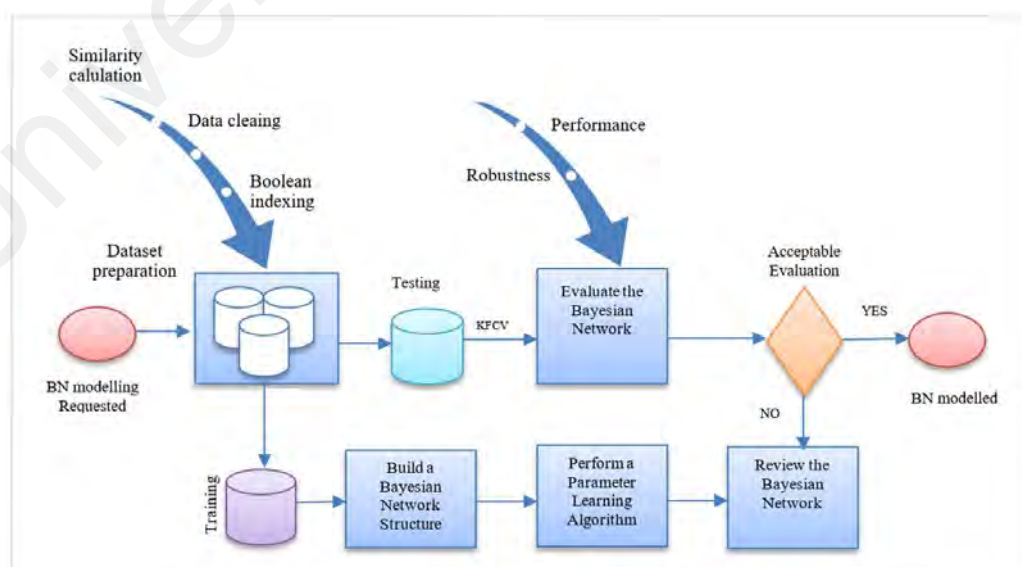 Similarity
calulation
Data cleaing
Boolean
indexing
Performance
Robustness
Dataset
preparation
Testing
KFCV
Evaluate the
Bayesian
Network
Acceptable
Evaluation
YES
NO
BN modelling
Requested
BN modelled
Training
Build a
Bayesian
Network
Structure
Perform a
Parameter
Learning
Algorithm
Review the
Bayesian
Network